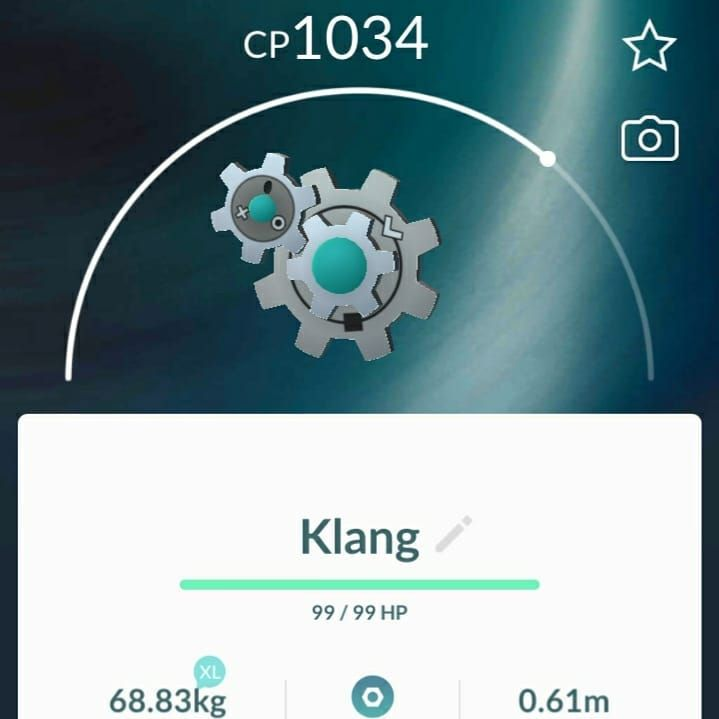 CP1034
Klang
99 / 99 HP
XL
68.83kg
0.61m